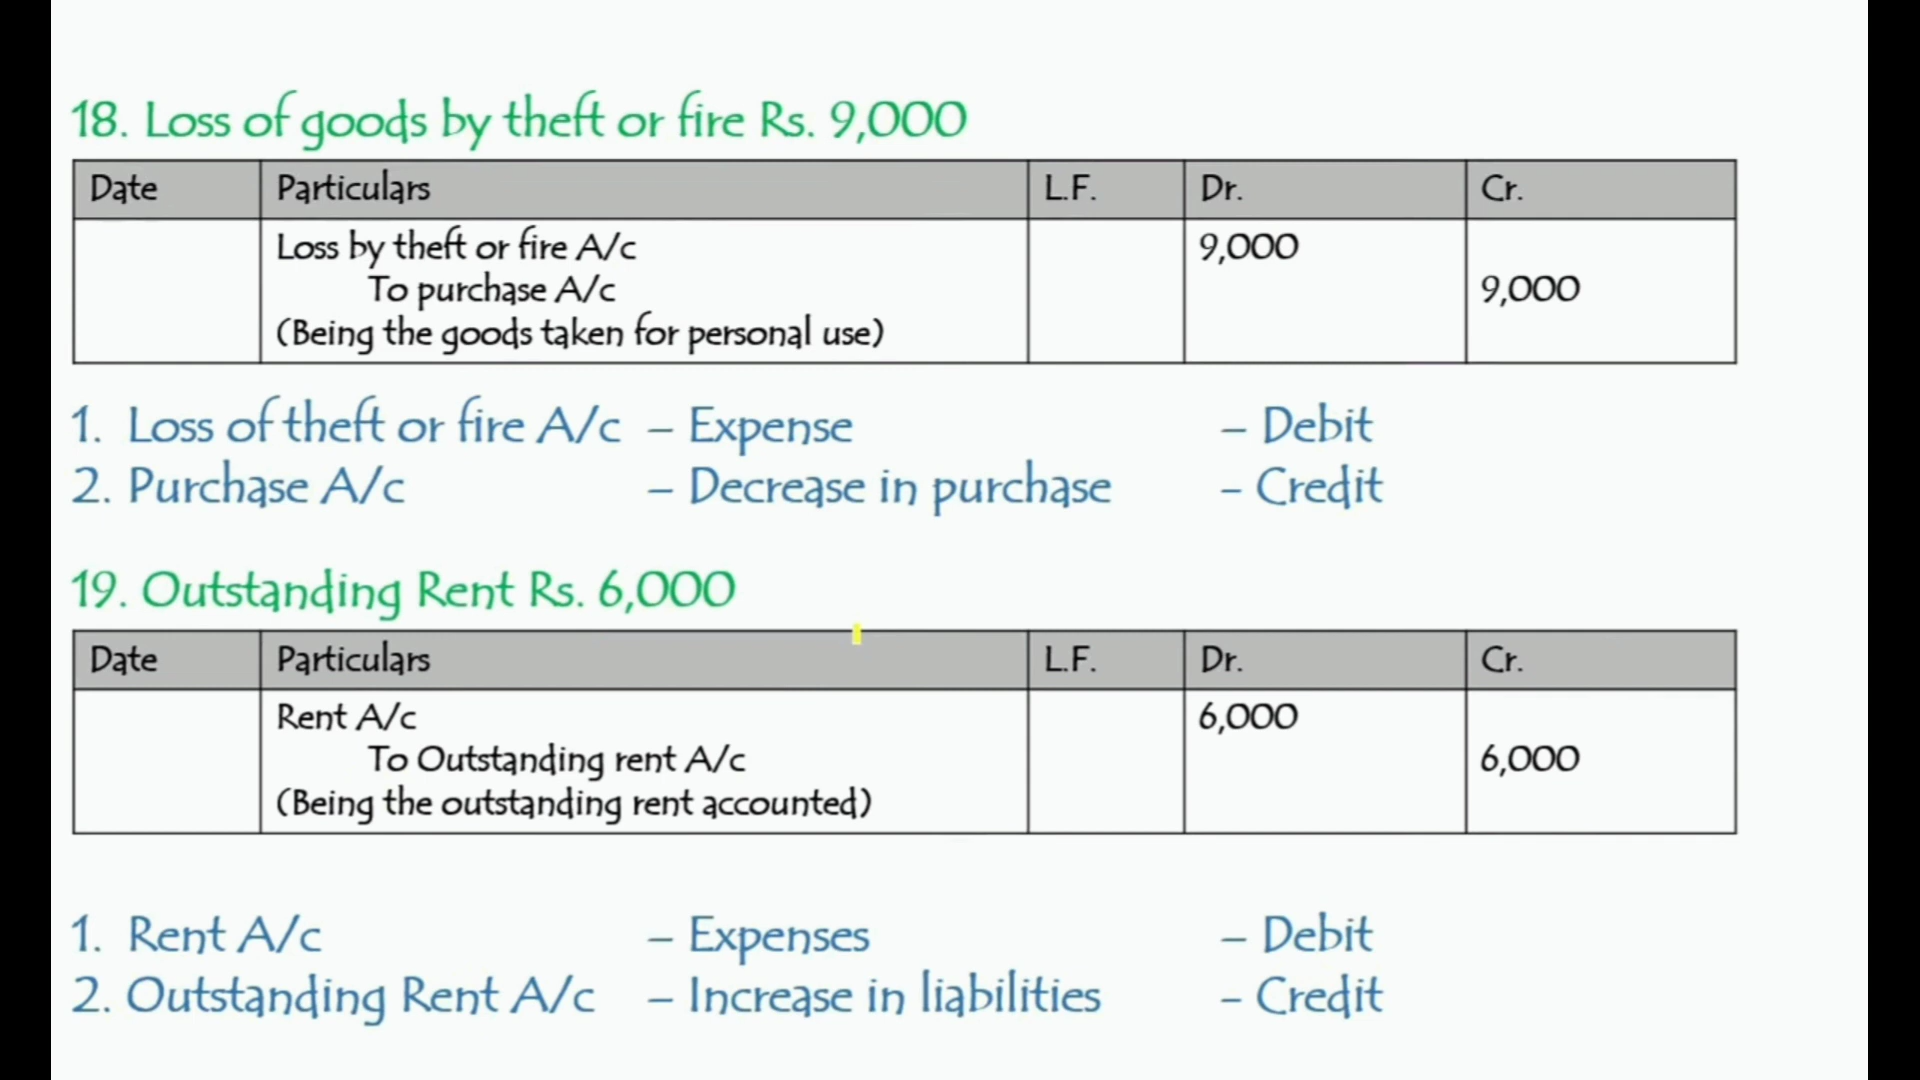 18. Loss of goods by theft or fire Rs. 9,000
Date Particulars L.F. Dr. Cr.
Loss by theft or fire A/c 9,000
To purchase A/c 9,000
(Being the goods taken for personal use)
1. Loss of theft or fire A/c – Expense – Debit
2. Purchase A/c – Decrease in purchase – Credit
19. Outstanding Rent Rs. 6,000
Date Particulars L.F. Dr. Cr.
Rent A/c 6,000
To Outstanding rent A/c 6,000
(Being the outstanding rent accounted)
1. Rent A/c – Expenses – Debit
2. Outstanding Rent A/c – Increase in liabilities – Credit